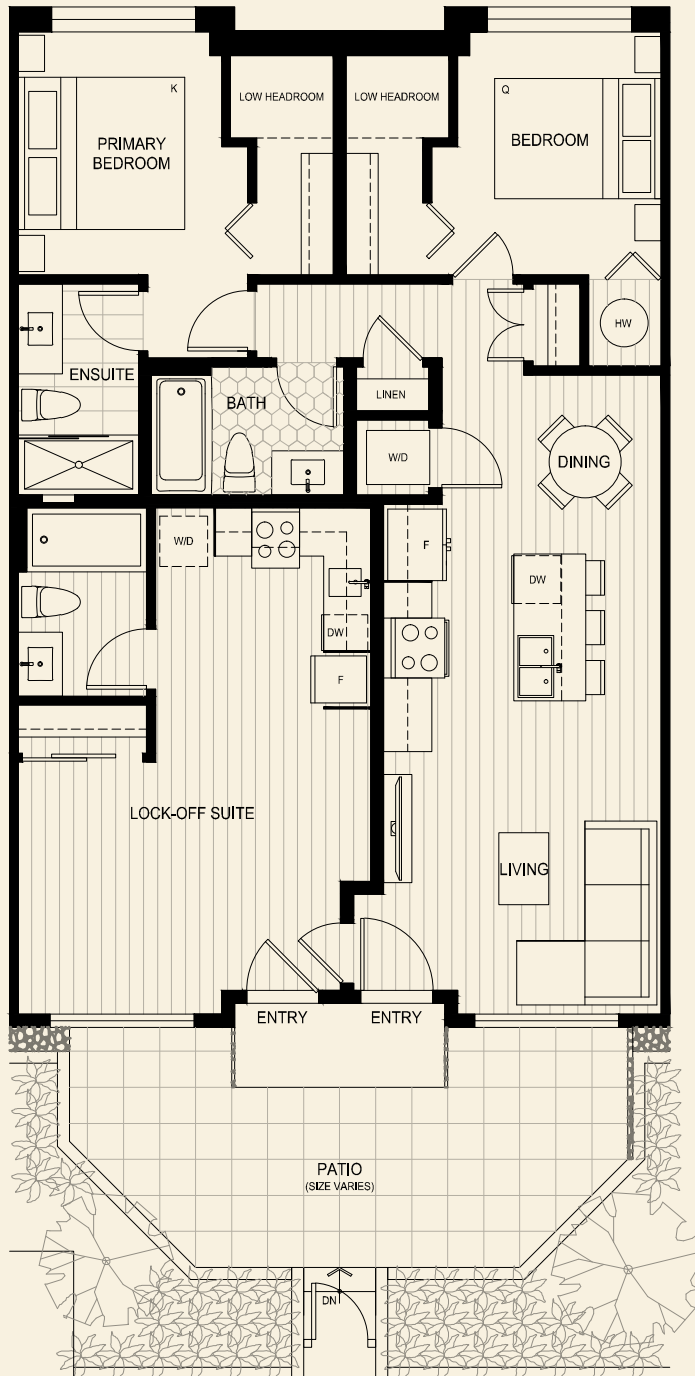 K
PRIMARY
BEDROOM
LOW HEADROOM
LOW HEADROOM
Q
BEDROOM
HW
ENSUITE
BATH
LINEN
W/D
DINING
W/D
F
DW
DW
F
LOCK-OFF SUITE
LIVING
ENTRY
ENTRY
PATIO
(SIZE VARIES)
DN